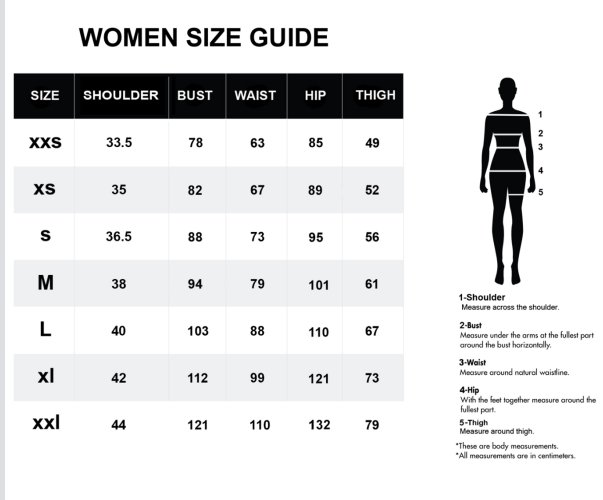 WOMEN SIZE GUIDE
SIZE SHOULDER BUST WAIST HIP THIGH
XXS 33.5 78 63 85 49
XS 35 82 67 89 52
S 36.5 88 73 95 56
M 38 94 79 101 61
L 40 103 88 110 67
xl 42 112 99 121 73
xxl 44 121 110 132 79
1
2
3
4
5
1-Shoulder
Measure across the shoulder.
2-Bust
Measure under the arms at the fullest part
around the bust horizontally.
3-Waist
Measure around natural waistline.
4-Hip
With the feet together measure around the
fullest part.
5-Thigh
Measure around thigh.
*These are body measurements.
*All measurements are in centimeters.